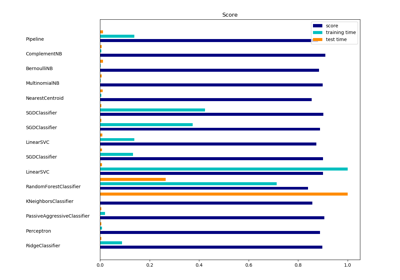 Score
score
training time
test time
Pipeline
ComplementNB
BernoulliNB
MultinomialNB
NearestCentroid
SGDClassifier
SGDClassifier
LinearSVC
SGDClassifier
LinearSVC
RandomForestClassifier
KNeighborsClassifier
PassiveAggressiveClassifier
Perceptron
RidgeClassifier
0.0 0.2 0.4 0.6 0.8 1.0